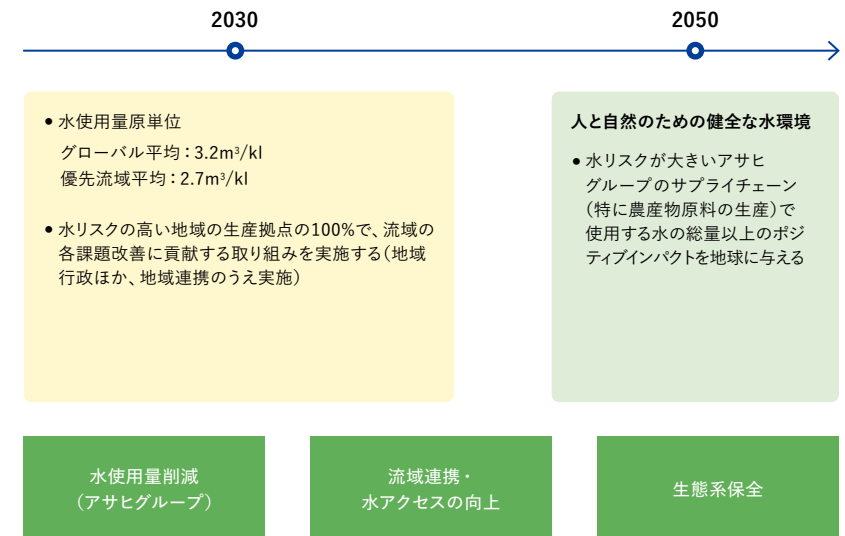 2030
2050
● 水使用量原単位
グローバル平均：3.2m³/kl
優先流域平均：2.7m³/kl
● 水リスクの高い地域の生産拠点の100%で、流域の
各課題改善に貢献する取り組みを実施する（地域
行政ほか、地域連携のうえ実施）
人と自然のための健全な水環境
● 水リスクが大きいアサヒ
グループのサプライチェーン
（特に農産物原料の生産）で
使用する水の総量以上のポジ
ティブインパクトを地球に与える
水使用量削減
（アサヒグループ）
流域連携・
水アクセスの向上
生態系保全